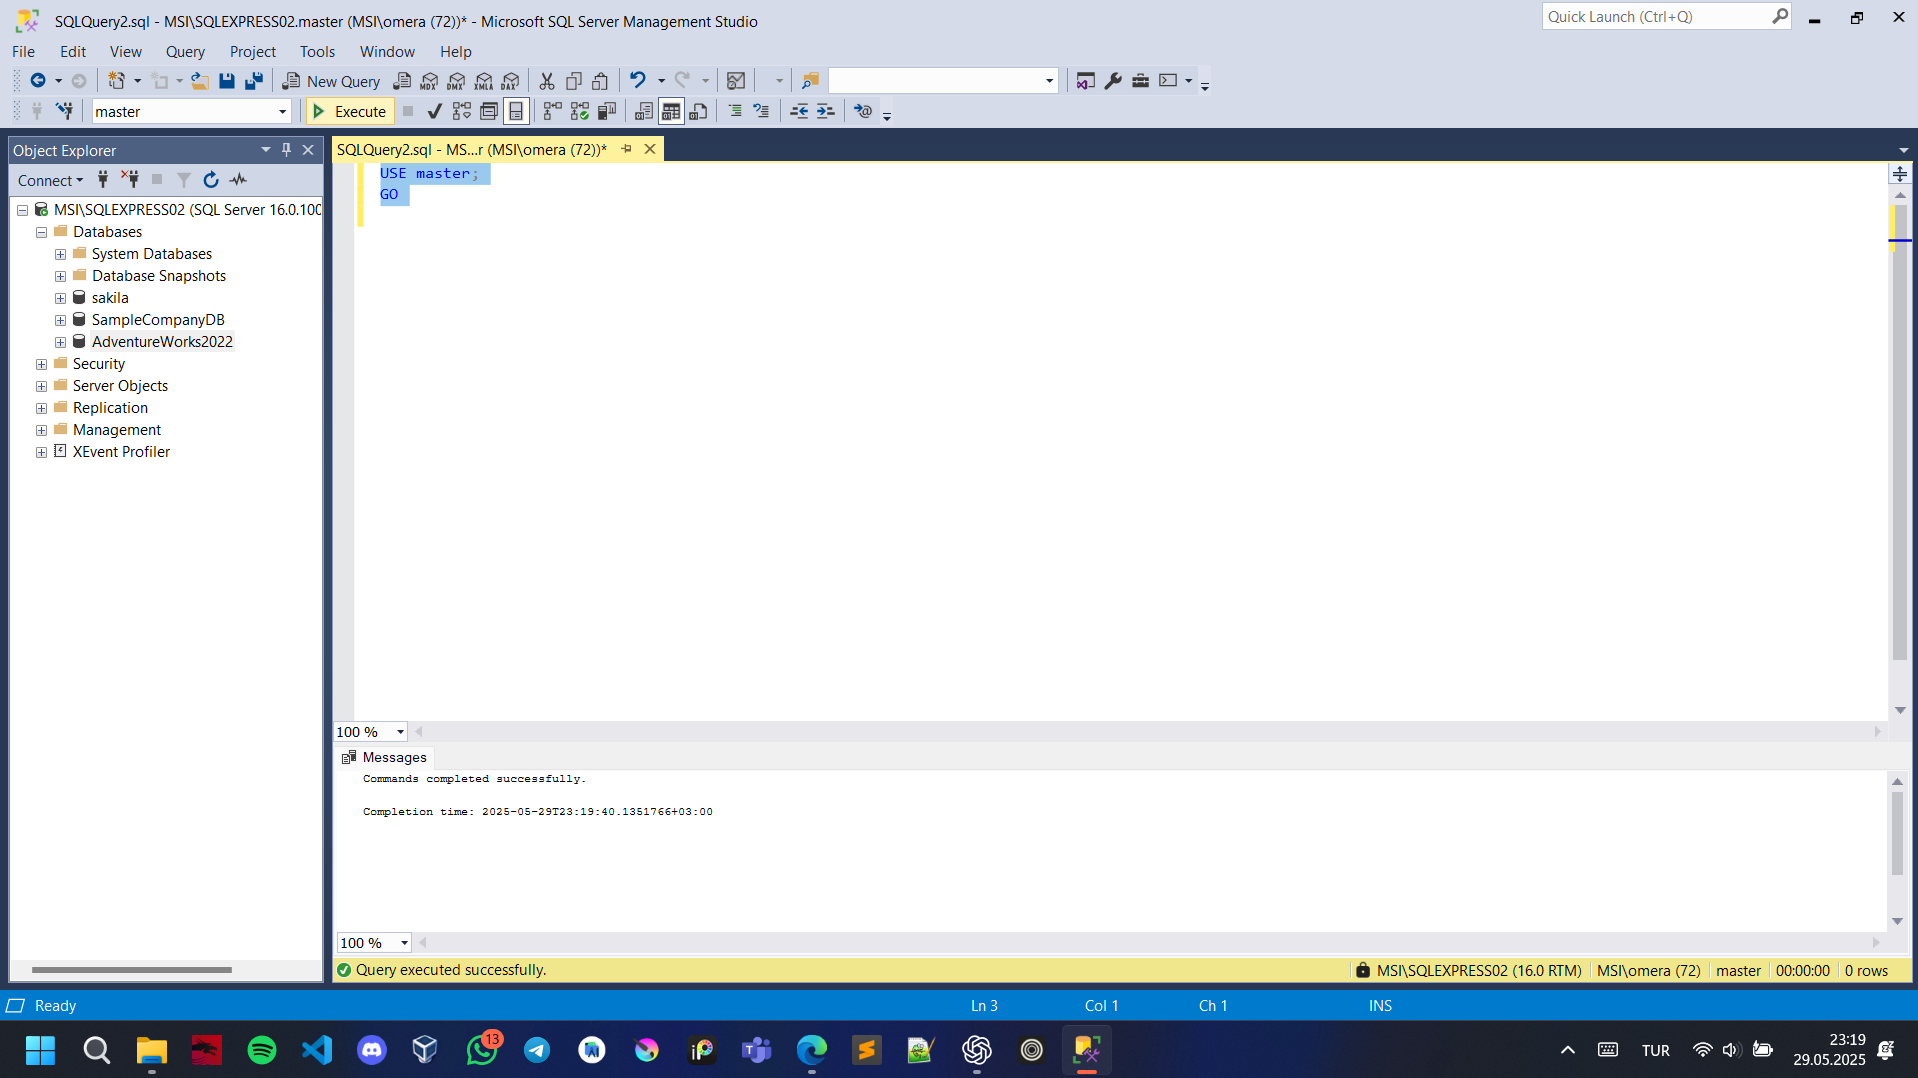 SQLQuery2.sql - MSI\SQLEXPRESS02.master (MSI\omera (72))* - Microsoft SQL Server Management Studio
Quick Launch (Ctrl+Q)
File Edit View Query Project Tools Window Help
New Query MDX DMX XMLA DAX
master Execute
Object Explorer
SQLQuery2.sql - MS...r (MSI\omera (72))*
Connect
USE master;
GO
MSI\SQLEXPRESS02 (SQL Server 16.0.100
Databases
System Databases
Database Snapshots
sakila
SampleCompanyDB
AdventureWorks2022
Security
Server Objects
Replication
Management
XEvent Profiler
100 %
Messages
Commands completed successfully.
Completion time: 2025-05-29T23:19:40.1351766+03:00
100 %
Query executed successfully. MSI\SQLEXPRESS02 (16.0 RTM) MSI\omera (72) master 00:00:00 0 rows
Ready Ln 3 Col 1 Ch 1 INS
13
TUR
23:19
29.05.2025